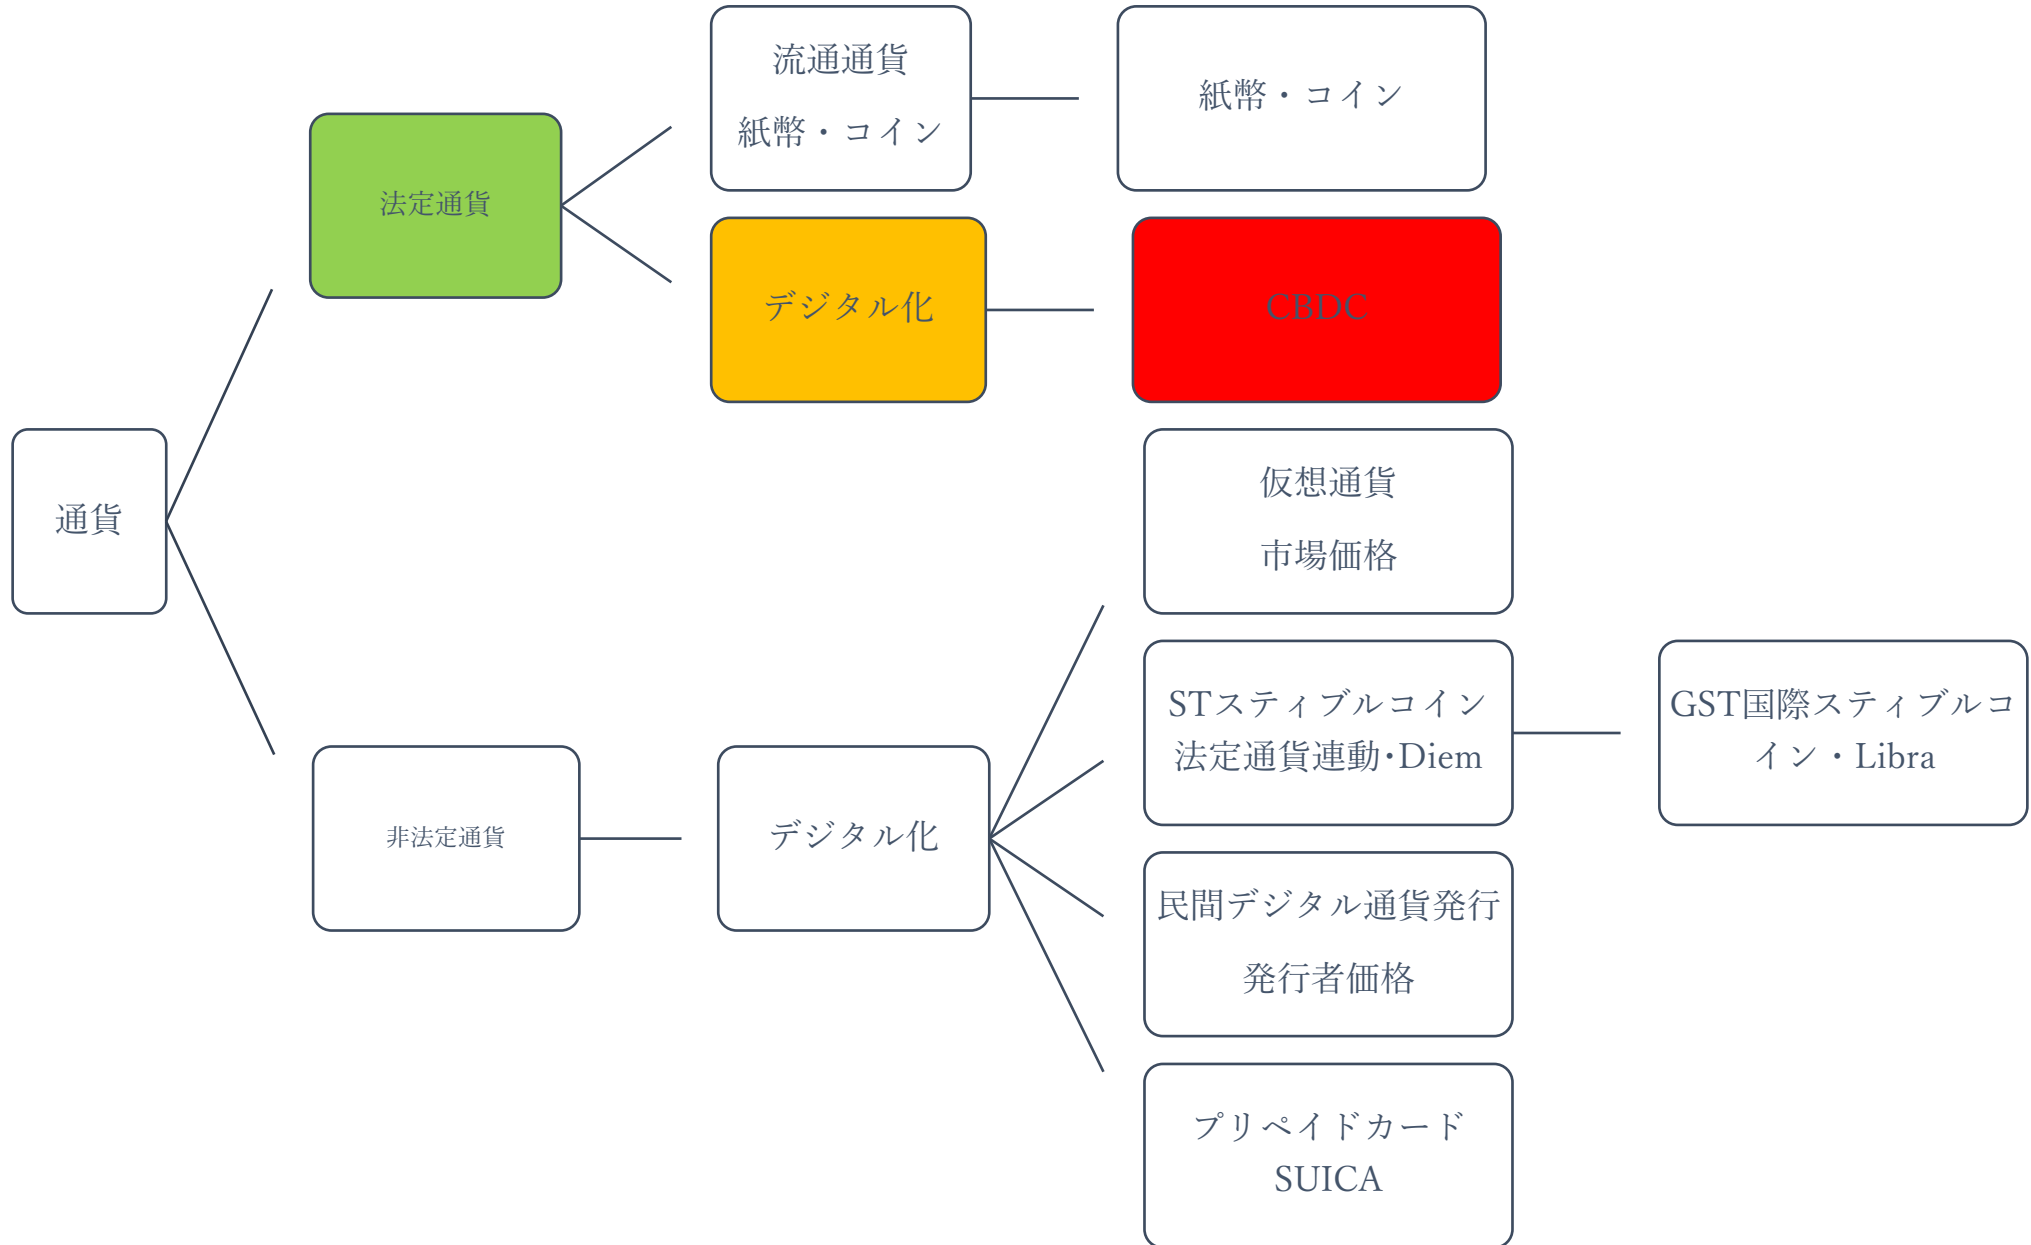 通貨
法定通貨
流通通貨
紙幣・コイン
紙幣・コイン
デジタル化
CBDC
非法定通貨
デジタル化
仮想通貨
市場価格
STスティブルコイン
法定通貨連動・Diem
GST国際スティブルコ
イン・Libra
民間デジタル通貨発行
発行者価格
プリペイドカード
SUICA